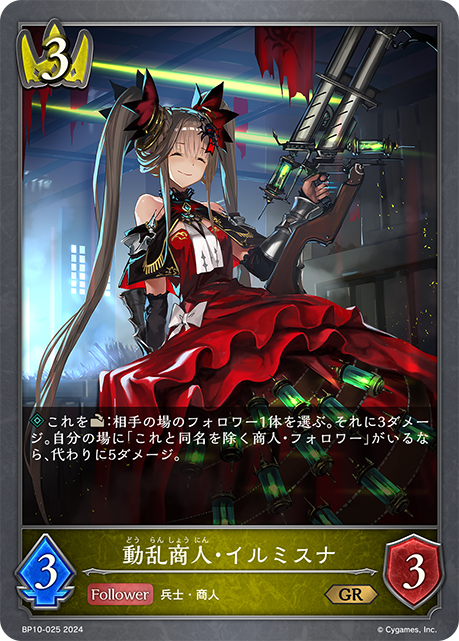 3
これを:相手の場のフォロワー1体を選ぶ。それに3ダメー
ジ。自分の場に「これと同名を除く商人・フォロワー」がいるな
ら、代わりに5ダメージ。
どう らん しょう にん
動乱商人・イルミスナ
3
Follower 兵士・商人
GR
3
BP10-025 2024
© Cygames, Inc.